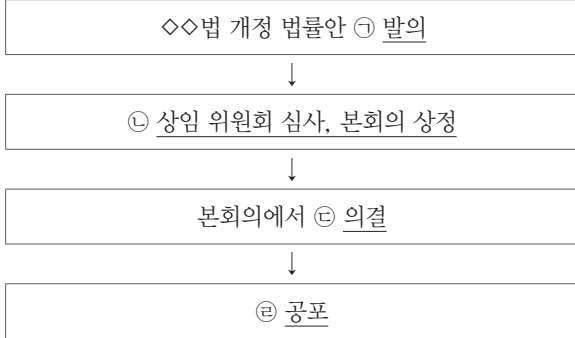 ◇◇법 개정 법률안 ㉠ 발의
↓
㉡ 상임 위원회 심사, 본회의 상정
↓
본회의에서 ㉢ 의결
↓
㉣ 공포